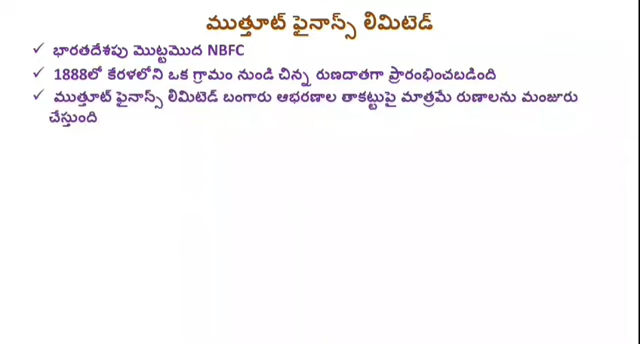 ముత్తూట్ ఫైనాన్స్ లిమిటెడ్
✓ భారతదేశపు మొట్టమొద NBFC
✓ 1888లో కేరళలోని ఒక గ్రామం నుండి చిన్న రుణదాతగా ప్రారంభించబడింది
✓ ముత్తూట్ ఫైనాన్స్ లిమిటెడ్ బంగారు ఆభరణాల తాకట్టుపై మాత్రమే రుణాలను మంజూరు
చేస్తుంది